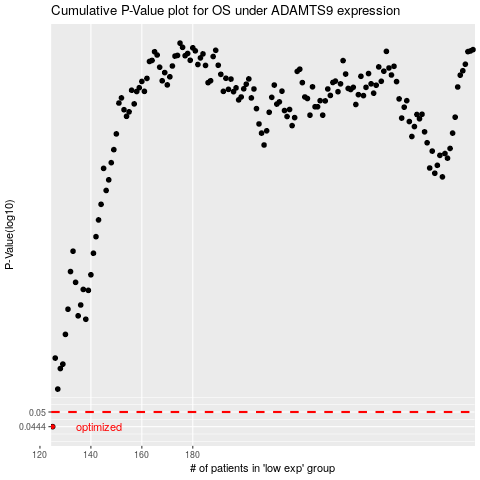 Cumulative P-Value plot for OS under ADAMTS9 expression
P-Value(log10)
0.05
0.0444
optimized
120 140 160 180
# of patients in 'low exp' group